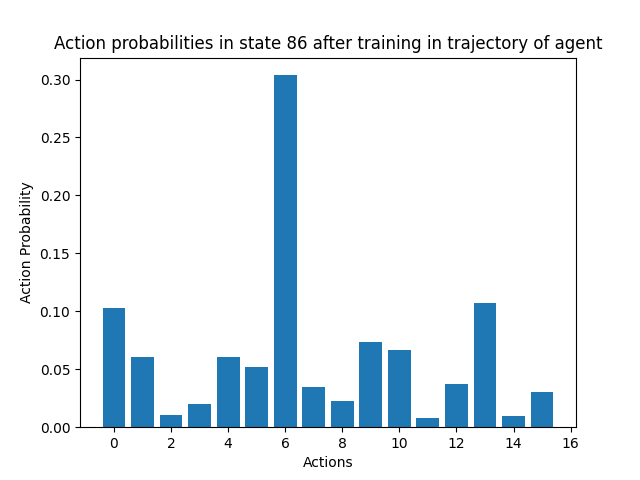 Action probabilities in state 86 after training in trajectory of agent
0.30
0.25
0.20
0.15
0.10
0.05
0.00
Action Probability
0 2 4 6 8 10 12 14 16
Actions